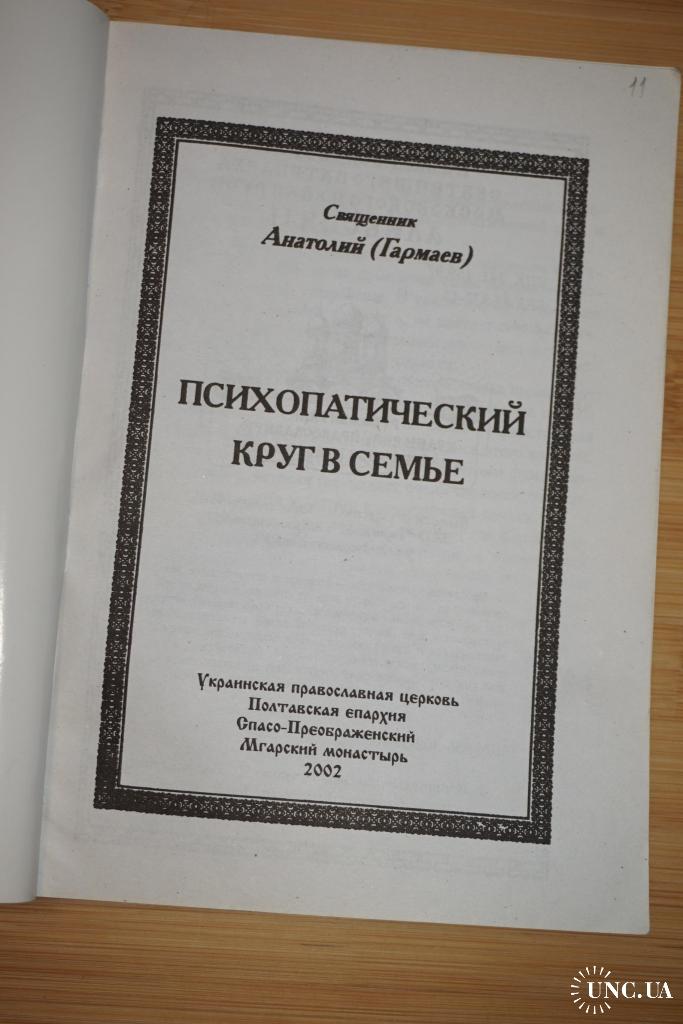 11
Священник
Анатолий (Гармаев)
ПСИХОПАТИЧЕСКИЙ
КРУГ В СЕМЬЕ
Украинская православная церковь
Полтавская епархия
Спасо-Преображенский
Мгарский монастырь
2002
UNC.UA